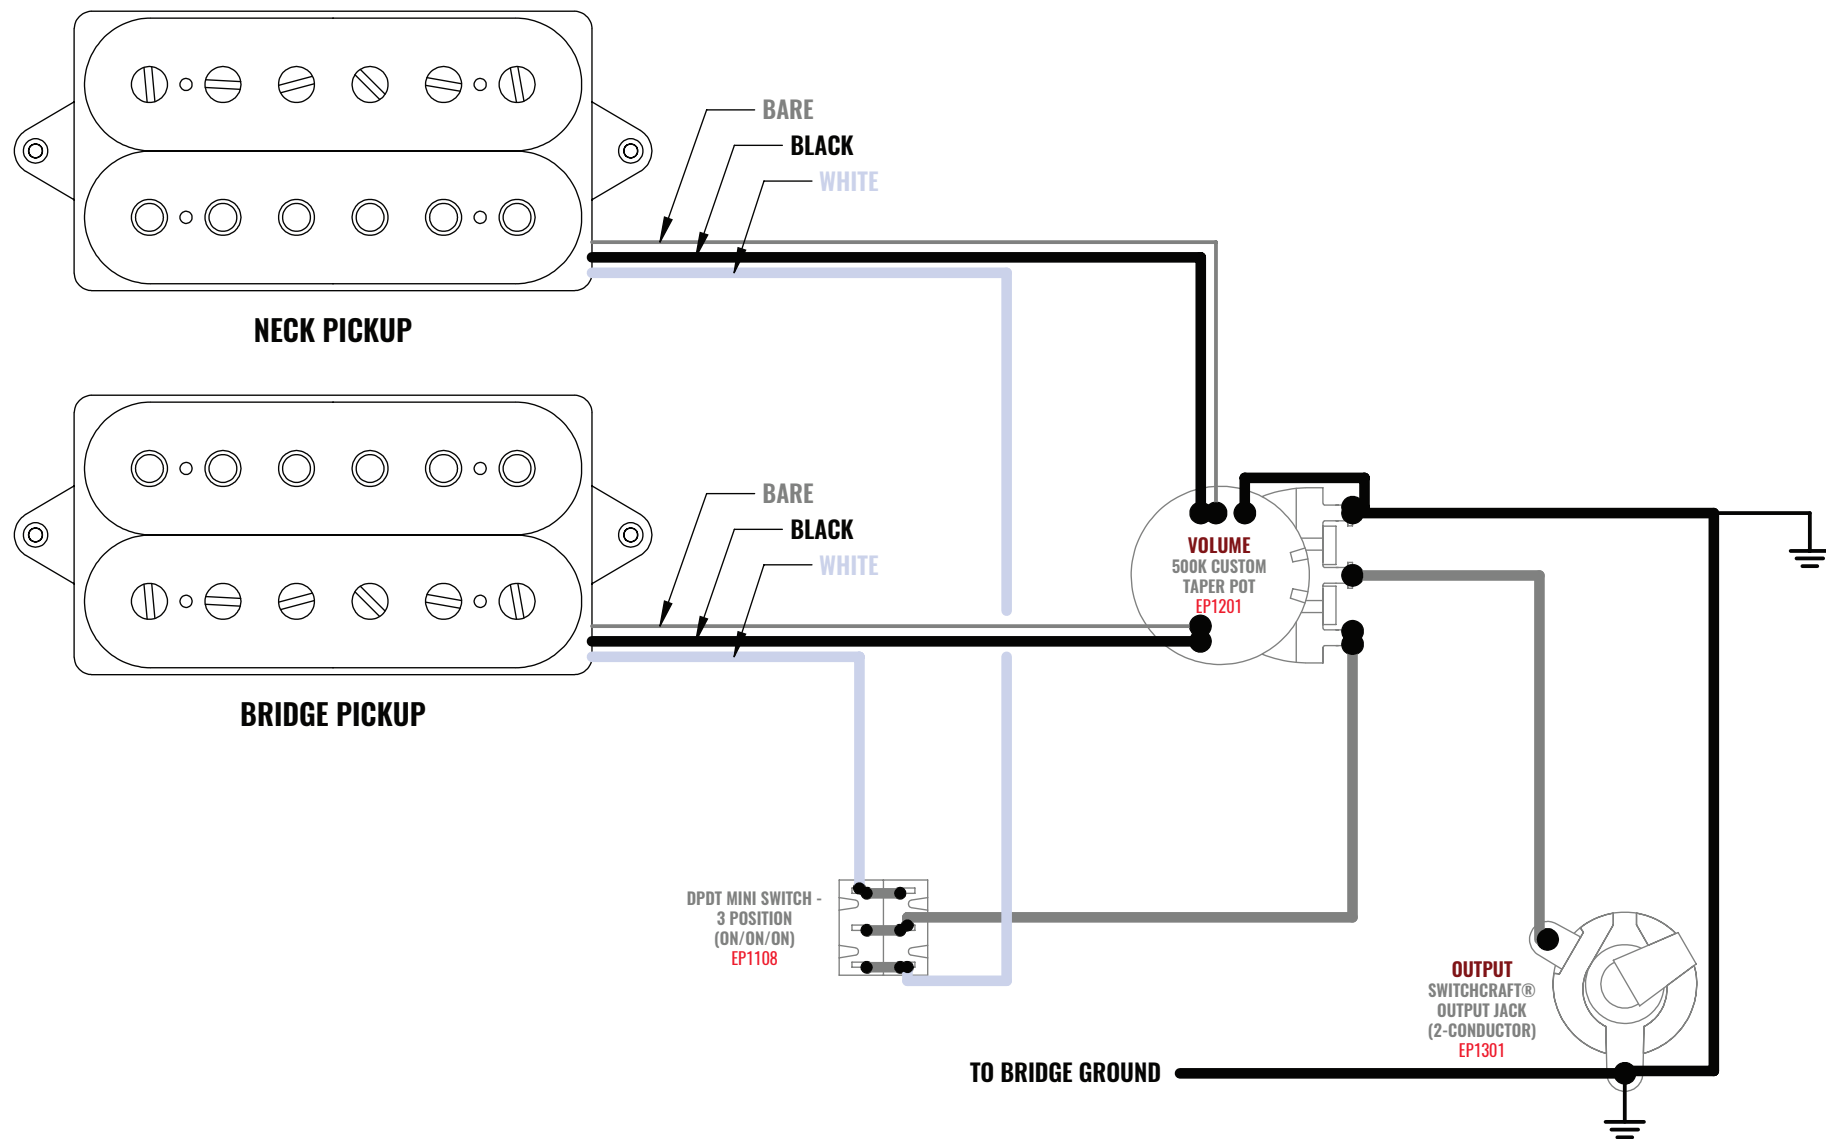 BARE
BLACK
WHITE
NECK PICKUP
BARE
BLACK
WHITE
BRIDGE PICKUP
VOLUME
500K CUSTOM
TAPER POT
EP1201
DPDT MINI SWITCH -
3 POSITION
(ON/ON/ON)
EP1108
OUTPUT
SWITCHCRAFT®
OUTPUT JACK
(2-CONDUCTOR)
EP1301
TO BRIDGE GROUND